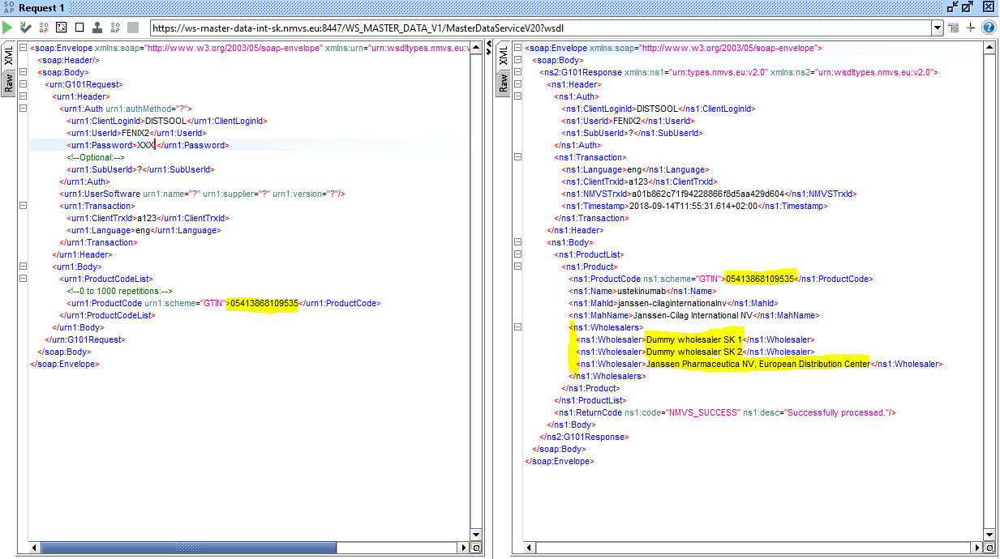 SO AP Request 1
https://ws-master-data-int-sk.nmvs.eu:8447/WS_MASTER_DATA_V1/MasterDataServiceV20?wsdl
XML
Raw
<soap:Envelope xmlns:soap="http://www.w3.org/2003/05/soap-envelope" xmlns:urn="urn:wsdltypes.nmvs.eu:v
<soap:Header/>
<soap:Body>
<urn:G101Request>
<urn1:Header>
<urn1:Auth urn1:authMethod="?">
<urn1:ClientLoginId>DISTSOOL</urn1:ClientLoginId>
<urn1:UserId>FENIX2</urn1:UserId>
<urn1:Password>XXX</urn1:Password>
<!--Optional:-->
<urn1:SubUserId>?</urn1:SubUserId>
</urn1:Auth>
<urn1:UserSoftware urn1:name="?" urn1:supplier="?" urn1:version="?"/>
<urn1:Transaction>
<urn1:ClientTrxId>a123</urn1:ClientTrxId>
<urn1:Language>eng</urn1:Language>
</urn1:Transaction>
</urn1:Header>
<urn1:Body>
<urn1:ProductCodeList>
<!--0 to 1000 repetitions:-->
<urn1:ProductCode urn1:scheme="GTIN">05413868109535</urn1:ProductCode>
</urn1:ProductCodeList>
</urn1:Body>
</urn:G101Request>
</soap:Body>
</soap:Envelope>
XML
Raw
<soap:Envelope xmlns:soap="http://www.w3.org/2003/05/soap-envelope">
<soap:Body>
<ns2:G101Response xmlns:ns1="urn:types.nmvs.eu:v2.0" xmlns:ns2="urn:wsdltypes.nmvs.eu:v2.0">
<ns1:Header>
<ns1:Auth>
<ns1:ClientLoginId>DISTSOOL</ns1:ClientLoginId>
<ns1:UserId>FENIX2</ns1:UserId>
<ns1:SubUserId>?</ns1:SubUserId>
</ns1:Auth>
<ns1:Transaction>
<ns1:Language>eng</ns1:Language>
<ns1:ClientTrxId>a123</ns1:ClientTrxId>
<ns1:NMVSTrxId>a01b862c71f94228866f8d5aa429d604</ns1:NMVSTrxId>
<ns1:Timestamp>2018-09-14T11:55:31.614+02:00</ns1:Timestamp>
</ns1:Transaction>
</ns1:Header>
<ns1:Body>
<ns1:ProductList>
<ns1:Product>
<ns1:ProductCode ns1:scheme="GTIN">05413868109535</ns1:ProductCode>
<ns1:Name>ustekinumab</ns1:Name>
<ns1:MahId>janssen-cilaginternationalnv</ns1:MahId>
<ns1:MahName>Janssen-Cilag International NV</ns1:MahName>
<ns1:Wholesalers>
<ns1:Wholesaler>Dummy wholesaler SK 1</ns1:Wholesaler>
<ns1:Wholesaler>Dummy wholesaler SK 2</ns1:Wholesaler>
<ns1:Wholesaler>Janssen Pharmaceutica NV, European Distribution Center</ns1:Wholesaler>
</ns1:Wholesalers>
</ns1:Product>
</ns1:ProductList>
<ns1:ReturnCode ns1:code="NMVS_SUCCESS" ns1:desc="Successfully processed."/>
</ns1:Body>
</ns2:G101Response>
</soap:Body>
</soap:Envelope>